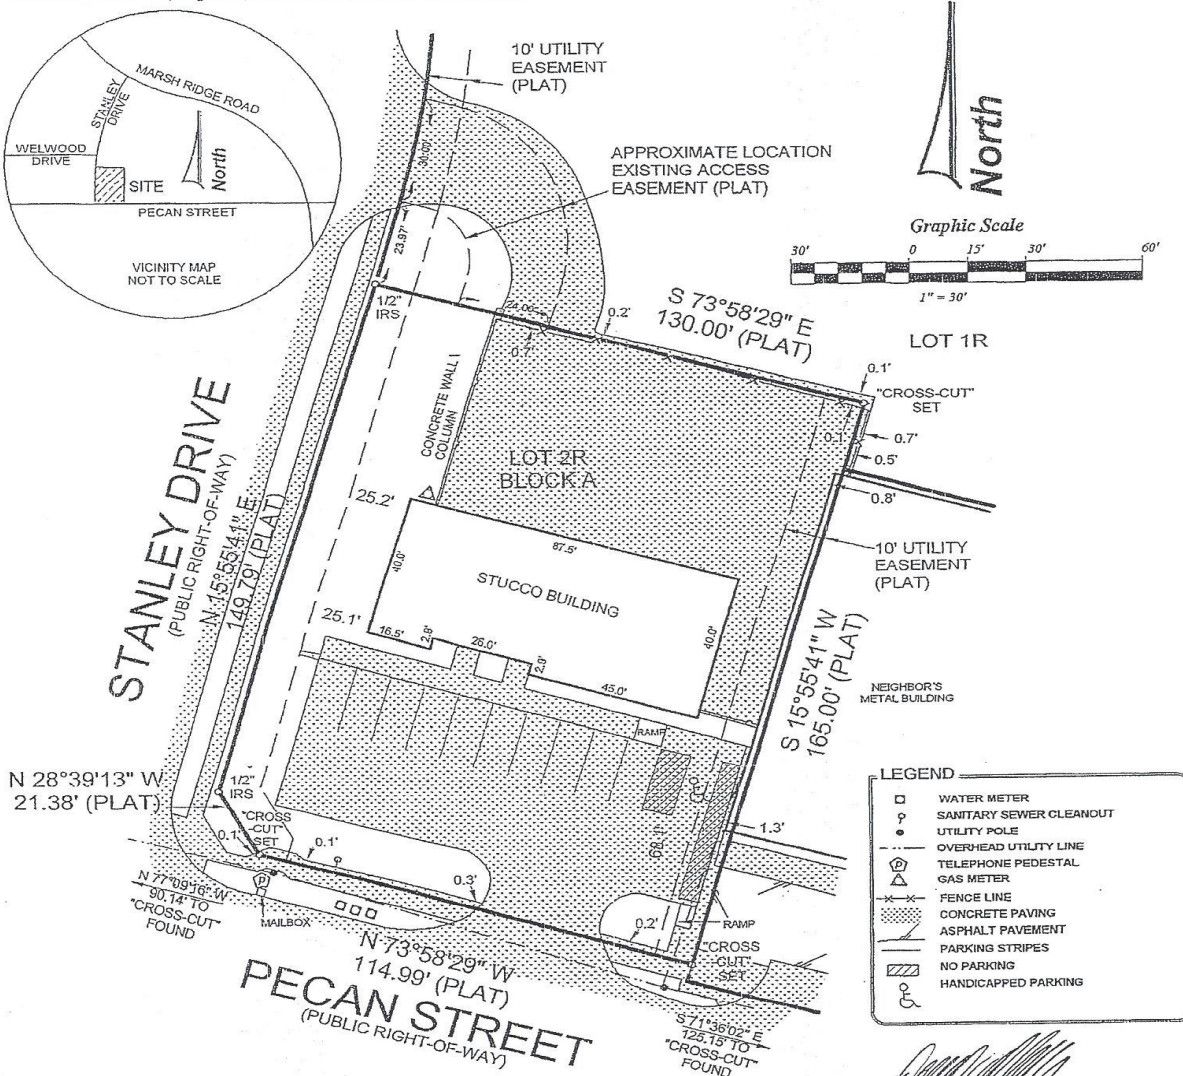 MARSH RIDGE ROAD
STANLEY
DRIVE
WELWOOD
DRIVE
North
SITE
PECAN STREET
VICINITY MAP
NOT TO SCALE
10' UTILITY
EASEMENT
(PLAT)
APPROXIMATE LOCATION
EXISTING ACCESS
EASEMENT (PLAT)
North
Graphic Scale
30'
0
15'
30'
60'
1" = 30'
30.00'
23.97'
1/2"
IRS
24.06'
0.7'
0.2'
S 73°58'29" E
130.00' (PLAT)
LOT 1R
0.1'
"CROSS-CUT"
SET
0.1'
0.7'
0.5'
0.8'
CONCRETE WALL
COLUMN
LOT 2R
BLOCK A
25.2'
10' UTILITY
EASEMENT
(PLAT)
STANLEY DRIVE
(PUBLIC RIGHT-OF-WAY)
N 15°55'41" E
149.79' (PLAT)
87.5'
40.0'
STUCCO BUILDING
25.1'
16.5'
2.9'
26.0'
2.9'
45.0'
40.0'
S 15°55'41" W
165.00' (PLAT)
NEIGHBOR'S
METAL BUILDING
RAMP
N 28°39'13" W
21.38' (PLAT)
1/2"
IRS
"CROSS
-CUT"
SET
0.1'
0.1'
0.3'
68.1'
1.3'
N 77°09'16" W
90.14' TO
"CROSS-CUT"
FOUND
P
MAILBOX
0.2'
RAMP
"CROSS
-CUT"
SET
N 73°58'29" W
114.99' (PLAT)
PECAN STREET
(PUBLIC RIGHT-OF-WAY)
S 71°36'02" E
125.15' TO
"CROSS-CUT"
FOUND
LEGEND
WATER METER
SANITARY SEWER CLEANOUT
UTILITY POLE
OVERHEAD UTILITY LINE
P TELEPHONE PEDESTAL
GAS METER
FENCE LINE
CONCRETE PAVING
ASPHALT PAVEMENT
PARKING STRIPES
NO PARKING
HANDICAPPED PARKING